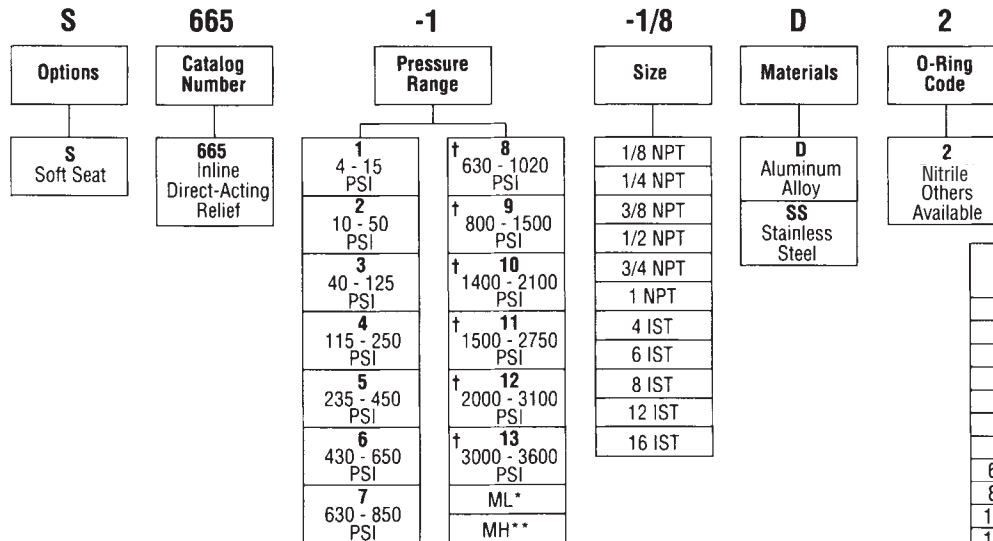 S 665 -1 -1/8 D 2
Options
Catalog
Number
Pressure
Range
Size
Materials
O-Ring
Code
S
Soft Seat
665
Inline
Direct-Acting
Relief
1
4 - 15
PSI
2
10 - 50
PSI
3
40 - 125
PSI
4
115 - 250
PSI
5
235 - 450
PSI
6
430 - 650
PSI
7
630 - 850
PSI
† 8
630 - 1020
PSI
† 9
800 - 1500
PSI
† 10
1400 - 2100
PSI
† 11
1500 - 2750
PSI
† 12
2000 - 3100
PSI
† 13
3000 - 3600
PSI
ML*
MH**
1/8 NPT
1/4 NPT
3/8 NPT
1/2 NPT
3/4 NPT
1 NPT
4 IST
6 IST
8 IST
12 IST
16 IST
D
Aluminum
Alloy
SS
Stainless
Steel
2
Nitrile
Others
Available